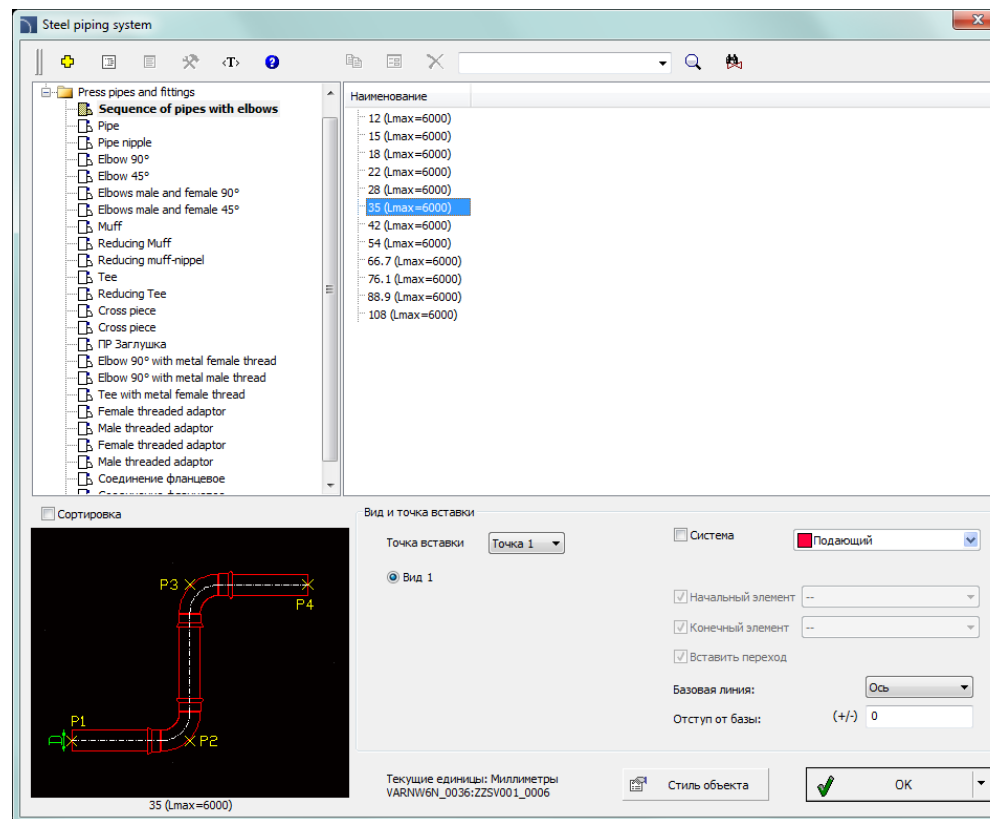 Steel piping system
<T>
Press pipes and fittings
Sequence of pipes with elbows
Pipe
Pipe nipple
Elbow 90°
Elbow 45°
Elbows male and female 90°
Elbows male and female 45°
Muff
Reducing Muff
Reducing muff-nippel
Tee
Reducing Tee
Cross piece
Cross piece
ПР Заглушка
Elbow 90° with metal female thread
Elbow 90° with metal male thread
Tee with metal female thread
Female threaded adaptor
Male threaded adaptor
Female threaded adaptor
Male threaded adaptor
Соединение фланцевое
Наименование
12 (Lmax=6000)
15 (Lmax=6000)
18 (Lmax=6000)
22 (Lmax=6000)
28 (Lmax=6000)
35 (Lmax=6000)
42 (Lmax=6000)
54 (Lmax=6000)
66.7 (Lmax=6000)
76.1 (Lmax=6000)
88.9 (Lmax=6000)
108 (Lmax=6000)
Сортировка
P3
P4
P1
D
P2
35 (Lmax=6000)
Вид и точка вставки
Точка вставки Точка 1
Вид 1
Система Подающий
Начальный элемент --
Конечный элемент --
Вставить переход
Базовая линия: Ось
Отступ от базы: (+/-) 0
Текущие единицы: Миллиметры
VARNW6N_0036:ZZSV001_0006
Стиль объекта
OK